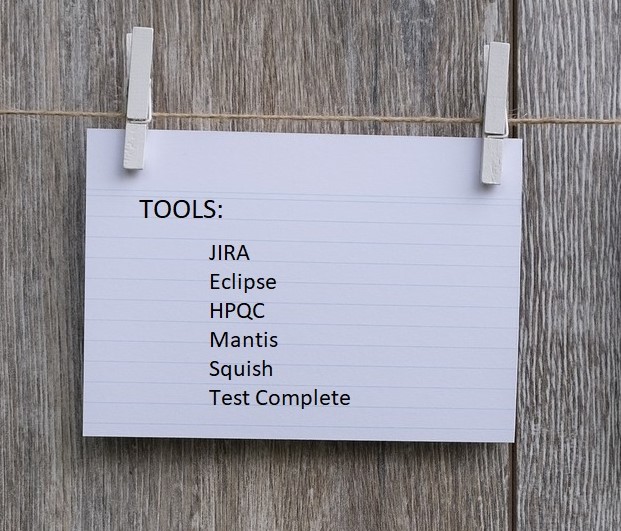 TOOLS:
JIRA
Eclipse
HPQC
Mantis
Squish
Test Complete